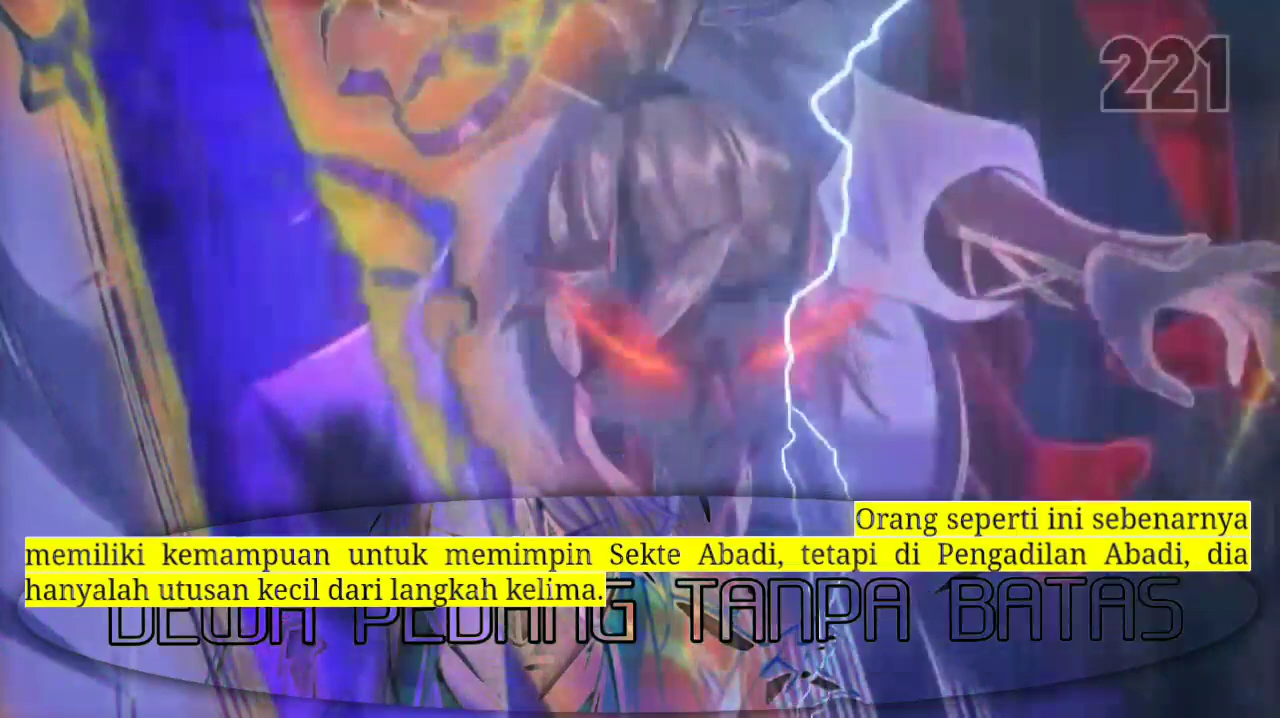 221
Orang seperti ini sebenarnya
memiliki kemampuan untuk memimpin Sekte Abadi, tetapi di Pengadilan Abadi, dia
hanyalah utusan kecil dari langkah kelima.
DEWA PEDANG TANPA BATAS